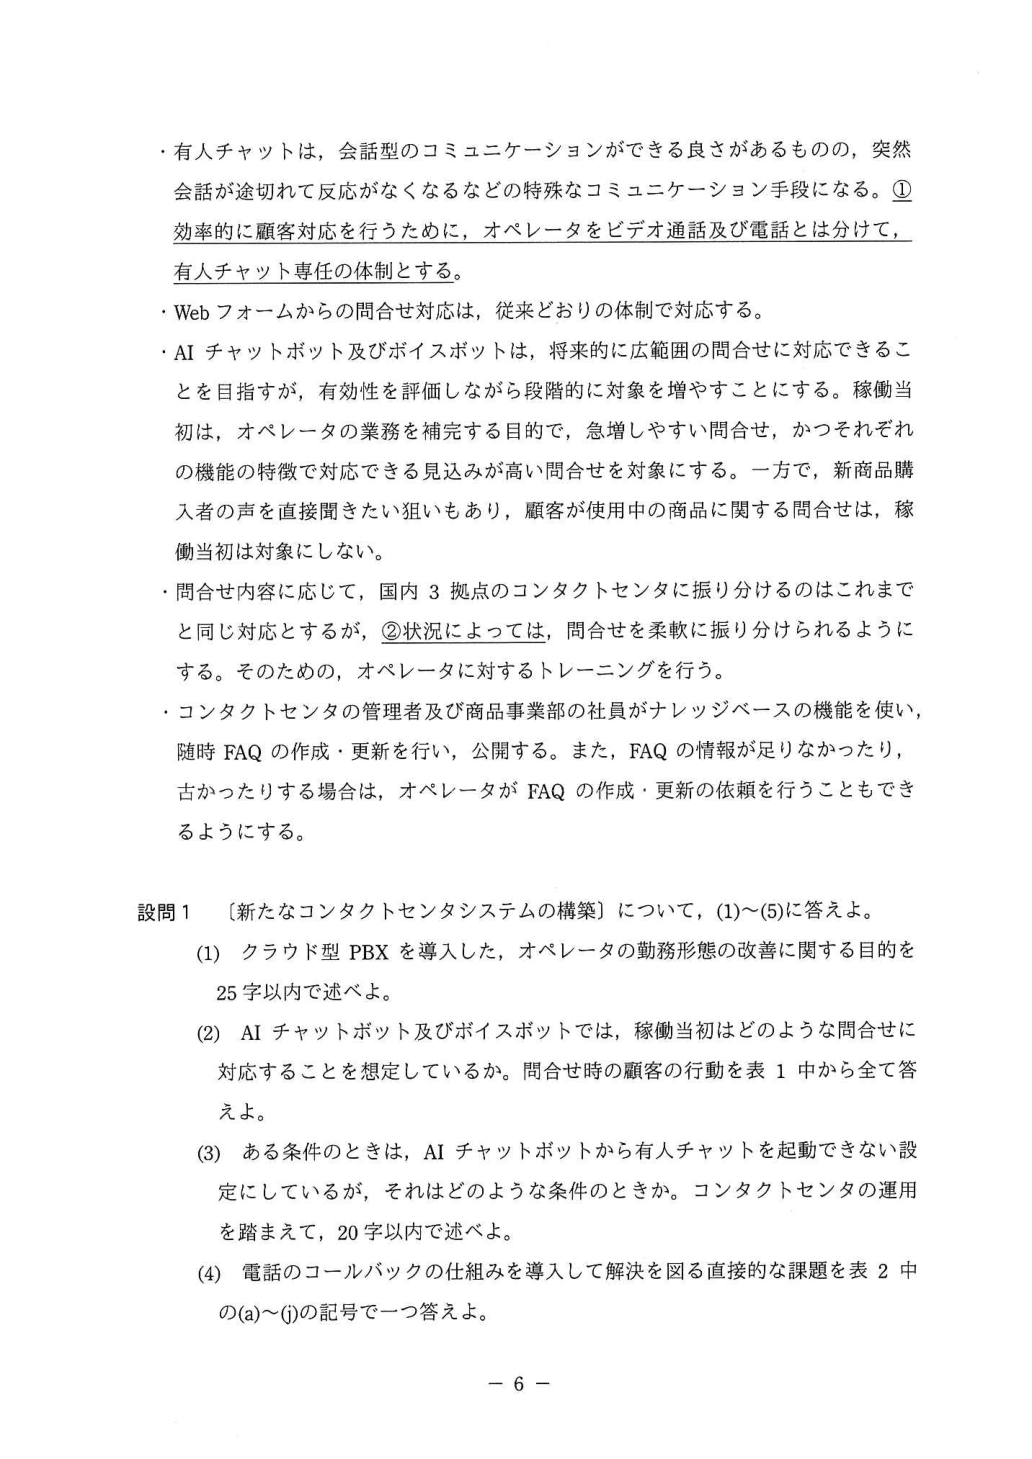 ・有人チャットは，会話型のコミュニケーションができる良さがあるものの，突然
会話が途切れて反応がなくなるなどの特殊なコミュニケーション手段になる。①
効率的に顧客対応を行うために，オペレータをビデオ通話及び電話とは分けて，
有人チャット専任の体制とする。
・Web フォームからの問合せ対応は，従来どおりの体制で対応する。
・AI チャットボット及びボイスボットは，将来的に広範囲の問合せに対応できるこ
とを目指すが，有効性を評価しながら段階的に対象を増やすことにする。稼働当
初は，オペレータの業務を補完する目的で，急増しやすい問合せ，かつそれぞれ
の機能の特徴で対応できる見込みが高い問合せを対象にする。一方で，新商品購
入者の声を直接聞きたい狙いもあり，顧客が使用中の商品に関する問合せは，稼
働当初は対象にしない。
・問合せ内容に応じて，国内 3 拠点のコンタクトセンタに振り分けるのはこれまで
と同じ対応とするが，②状況によっては，問合せを柔軟に振り分けられるように
する。そのための，オペレータに対するトレーニングを行う。
・コンタクトセンタの管理者及び商品事業部の社員がナレッジベースの機能を使い，
随時 FAQ の作成・更新を行い，公開する。また，FAQ の情報が足りなかったり，
古かったりする場合は，オペレータが FAQ の作成・更新の依頼を行うこともでき
るようにする。
設問1 〔新たなコンタクトセンタシステムの構築〕について，(1)～(5)に答えよ。
(1) クラウド型 PBX を導入した，オペレータの勤務形態の改善に関する目的を
25 字以内で述べよ。
(2) AI チャットボット及びボイスボットでは，稼働当初はどのような問合せに
対応することを想定しているか。問合せ時の顧客の行動を表 1 中から全て答
えよ。
(3) ある条件のときは，AI チャットボットから有人チャットを起動できない設
定にしているが，それはどのような条件のときか。コンタクトセンタの運用
を踏まえて，20 字以内で述べよ。
(4) 電話のコールバックの仕組みを導入して解決を図る直接的な課題を表 2 中
の(a)～(j)の記号で一つ答えよ。
－ 6 －